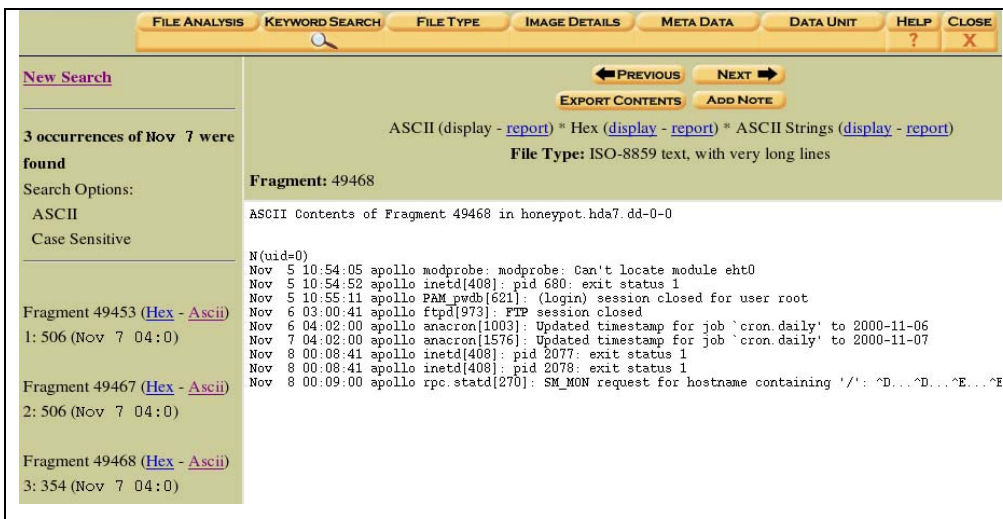 FILE ANALYSIS KEYWORD SEARCH FILE TYPE IMAGE DETAILS META DATA DATA UNIT HELP CLOSE
? X
New Search
3 occurrences of Nov 7 were
found
Search Options:
ASCII
Case Sensitive
Fragment 49453 (Hex - Ascii)
1: 506 (Nov 7 04:0)
Fragment 49467 (Hex - Ascii)
2: 506 (Nov 7 04:0)
Fragment 49468 (Hex - Ascii)
3: 354 (Nov 7 04:0)
PREVIOUS NEXT
EXPORT CONTENTS ADD NOTE
ASCII (display - report) * Hex (display - report) * ASCII Strings (display - report)
File Type: ISO-8859 text, with very long lines
Fragment: 49468
ASCII Contents of Fragment 49468 in honeypot.hda7.dd-0-0
N(uid=0)
Nov 5 10:54:05 apollo modprobe: modprobe: Can't locate module eht0
Nov 5 10:54:52 apollo inetd[408]: pid 680: exit status 1
Nov 5 10:55:11 apollo PAM_pwdb[621]: (login) session closed for user root
Nov 6 03:00:41 apollo ftpd[973]: FTP session closed
Nov 6 04:02:00 apollo anacron[1003]: Updated timestamp for job `cron.daily' to 2000-11-06
Nov 7 04:02:00 apollo anacron[1576]: Updated timestamp for job `cron.daily' to 2000-11-07
Nov 8 00:08:41 apollo inetd[408]: pid 2077: exit status 1
Nov 8 00:08:41 apollo inetd[408]: pid 2078: exit status 1
Nov 8 00:09:00 apollo rpc.statd[270]: SM_MON request for hostname containing '/': ^D...^D...^E...^E